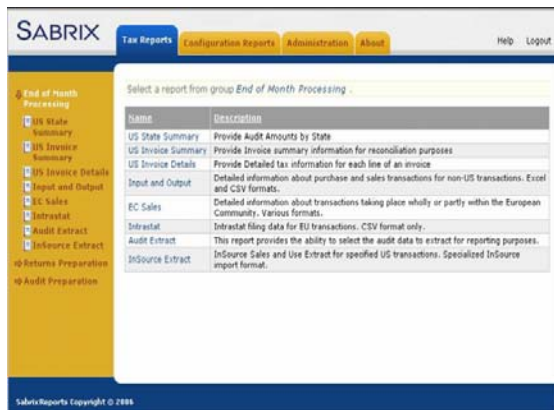 SABRIX
Tax Reports
Configuration Reports
Administration
About
Help
Logout
End of Month
Processing
US State
Summary
US Invoice
Summary
US Invoice Details
Input and Output
EC Sales
Intrastat
Audit Extract
InSource Extract
Returns Preparation
Audit Preparation
Select a report from group End of Month Processing .
Name Description
US State Summary Provide Audit Amounts by State
US Invoice Summary Provide Invoice summary information for reconciliation purposes
US Invoice Details Provide Detailed tax information for each line of an invoice
Input and Output Detailed information about purchase and sales transactions for non-US transactions. Excel
and CSV formats.
EC Sales Detailed information about transactions taking place wholly or partly within the European
Community. Various formats.
Intrastat Intrastat filing data for EU transactions. CSV format only.
Audit Extract This report provides the ability to select the audit data to extract for reporting purposes.
InSource Extract InSource Sales and Use Extract for specified US transactions. Specialized InSource
import format.
SabrixReports Copyright © 2006